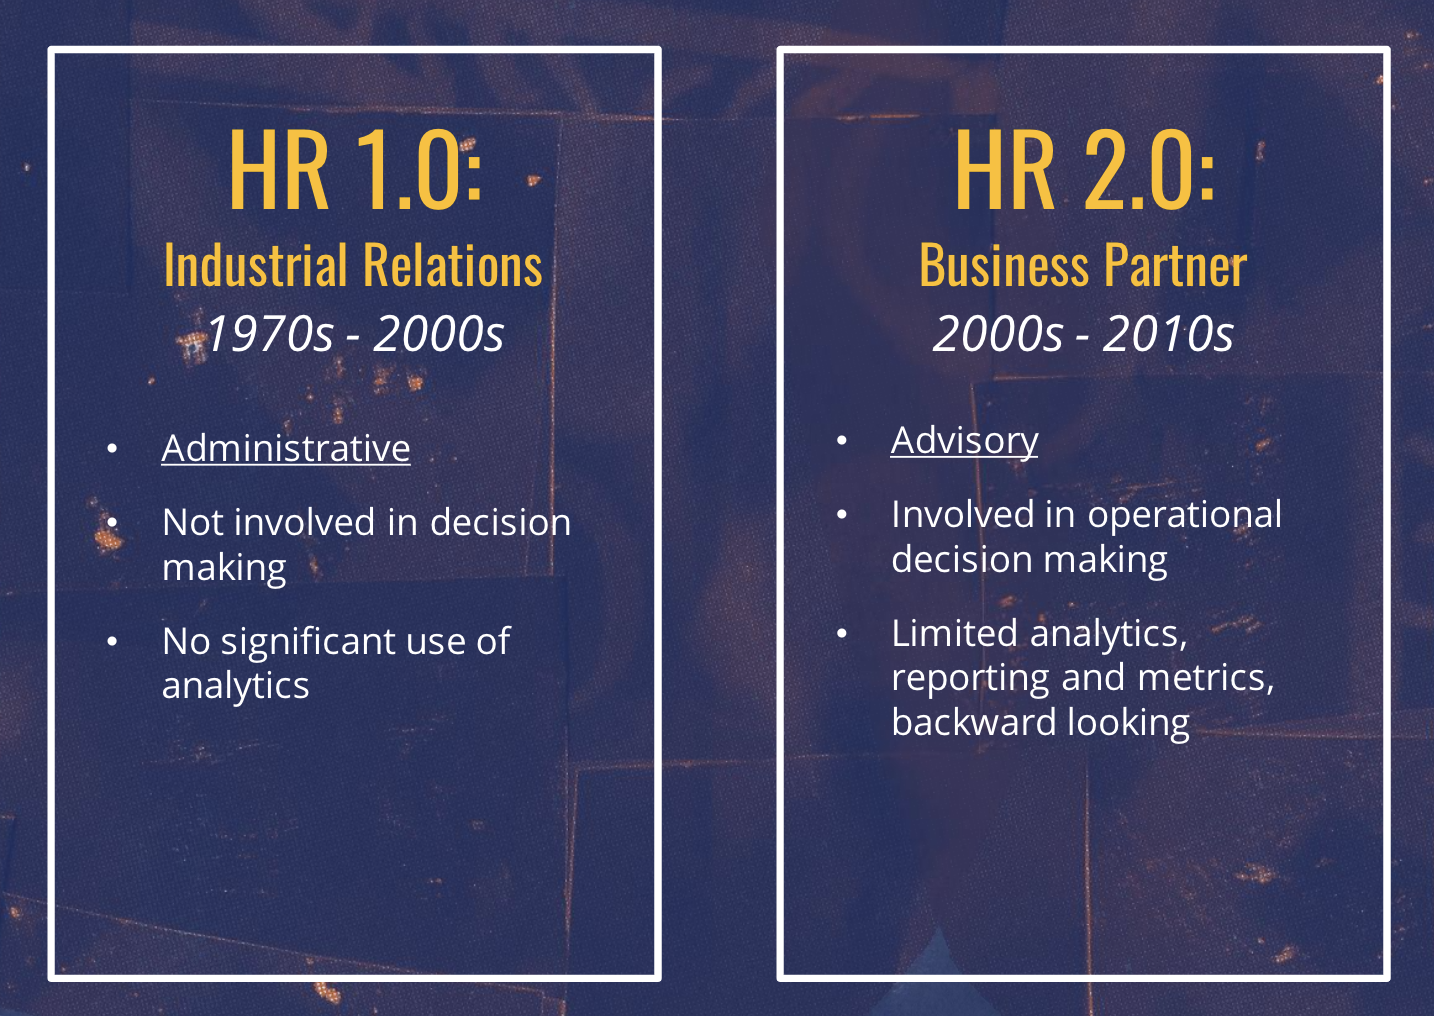 HR 1.0:
Industrial Relations
1970s - 2000s
• Administrative
• Not involved in decision
making
• No significant use of
analytics
HR 2.0:
Business Partner
2000s - 2010s
• Advisory
• Involved in operational
decision making
• Limited analytics,
reporting and metrics,
backward looking